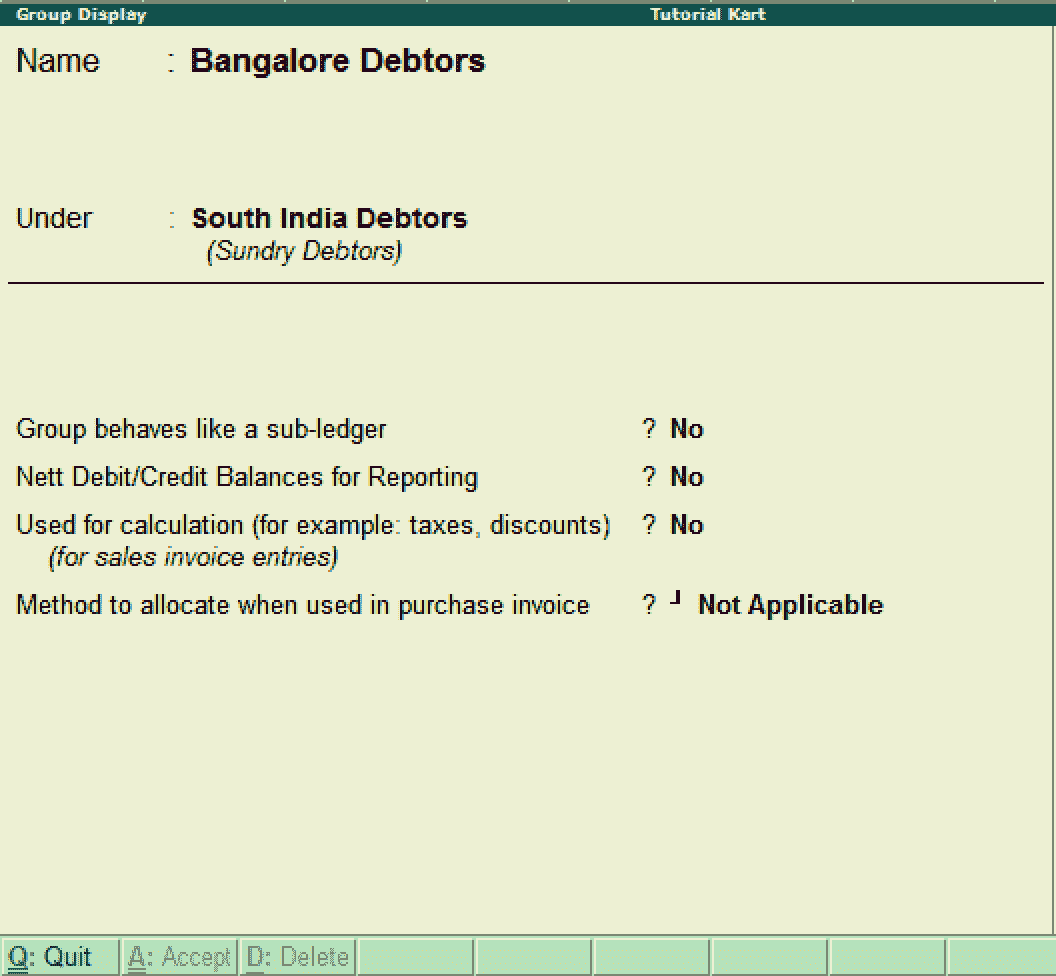 Group Display Tutorial Kart
Name : Bangalore Debtors
Under : South India Debtors
(Sundry Debtors)
Group behaves like a sub-ledger ? No
Nett Debit/Credit Balances for Reporting ? No
Used for calculation (for example: taxes, discounts) ? No
(for sales invoice entries)
Method to allocate when used in purchase invoice ? ┘ Not Applicable
Q: Quit A: Accept D: Delete